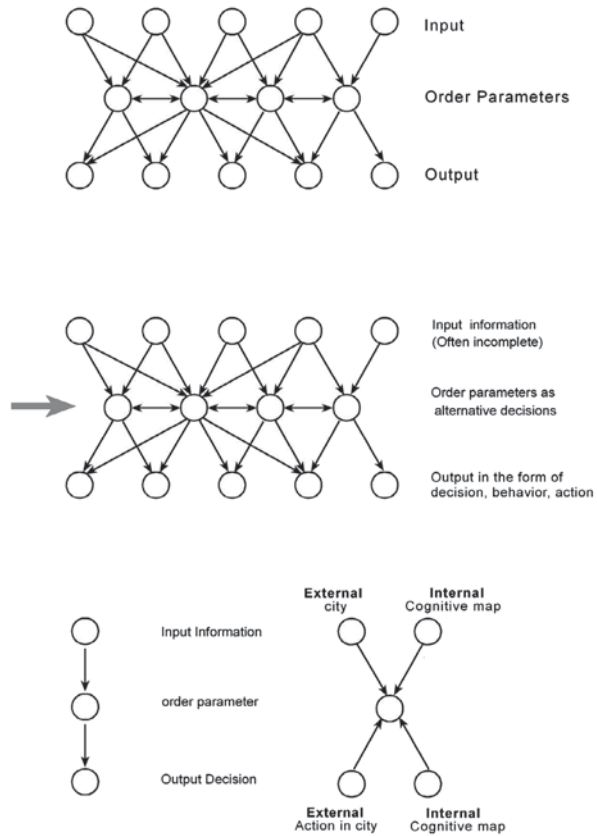 Input
Order Parameters
Output
Input information
(Often incomplete)
Order parameters as
alternative decisions
Output in the form of
decision, behavior, action
Input Information
order parameter
Output Decision
External
city
Internal
Cognitive map
External
Action in city
Internal
Cognitive map